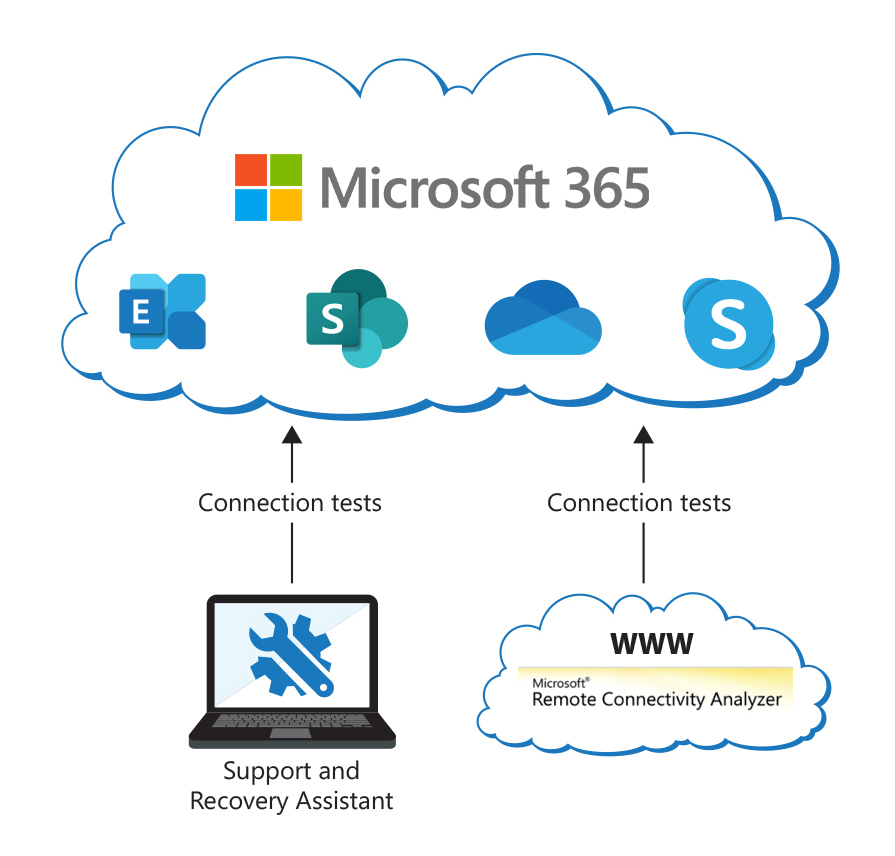 Microsoft 365
E
S
S
Connection tests
Connection tests
www
Microsoft®
Remote Connectivity Analyzer
Support and
Recovery Assistant